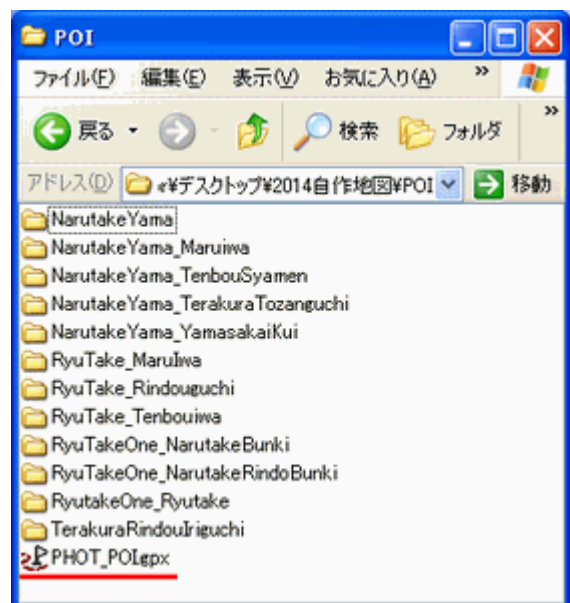 POI
ファイル(F) 編集(E) 表示(V) お気に入り(A) »
戻る 検索 フォルダ »
アドレス(D) «¥デスクトップ¥2014自作地図¥POI 移動
NarutakeYama
NarutakeYama_Maruiwa
NarutakeYama_TenbouSyamen
NarutakeYama_TerakuraTozanguchi
NarutakeYama_YamasakaiKui
RyuTake_MaruIwa
RyuTake_Rindouguchi
RyuTake_Tenbouiwa
RyuTakeOne_NarutakeBunki
RyuTakeOne_NarutakeRindoBunki
RyutakeOne_Ryutake
TerakuraRindouIriguchi
PHOT_POI.gpx